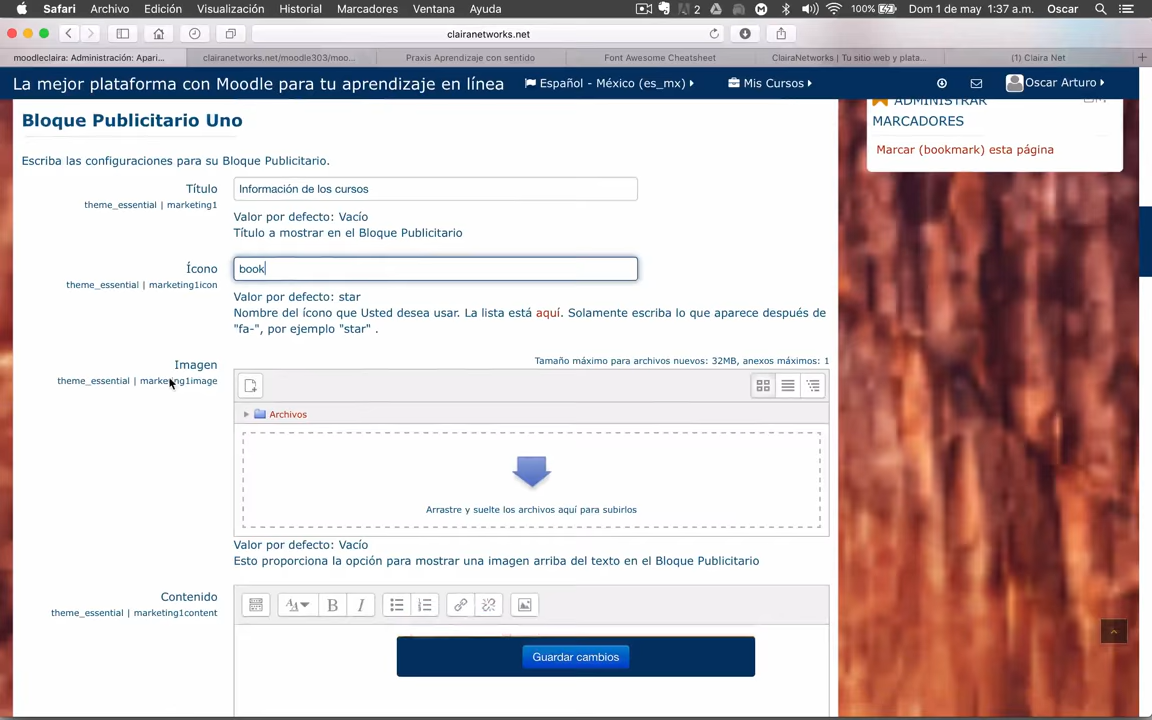 Safari Archivo Edición Visualización Historial Marcadores Ventana Ayuda 2 100% Dom 1 de may 1:37 a.m. Oscar
clairanetworks.net
moodleclaira: Administración: Apari... clairanetworks.net/moodle303/moo... Praxis Aprendizaje con sentido Font Awesome Cheatsheet ClairaNetworks | Tu sitio web y plata... (1) Claira Net
La mejor plataforma con Moodle para tu aprendizaje en línea Español - México (es_mx) Mis Cursos Oscar Arturo
ADMINISTRAR
MARCADORES
Marcar (bookmark) esta página
Bloque Publicitario Uno
Escriba las configuraciones para su Bloque Publicitario.
Título Información de los cursos
theme_essential | marketing1
Valor por defecto: Vacío
Título a mostrar en el Bloque Publicitario
Ícono book
theme_essential | marketing1icon
Valor por defecto: star
Nombre del ícono que Usted desea usar. La lista está aquí. Solamente escriba lo que aparece después de
"fa-", por ejemplo "star" .
Imagen Tamaño máximo para archivos nuevos: 32MB, anexos máximos: 1
theme_essential | marketing1image
Archivos
Arrastre y suelte los archivos aquí para subirlos
Valor por defecto: Vacío
Esto proporciona la opción para mostrar una imagen arriba del texto en el Bloque Publicitario
Contenido
theme_essential | marketing1content
Guardar cambios